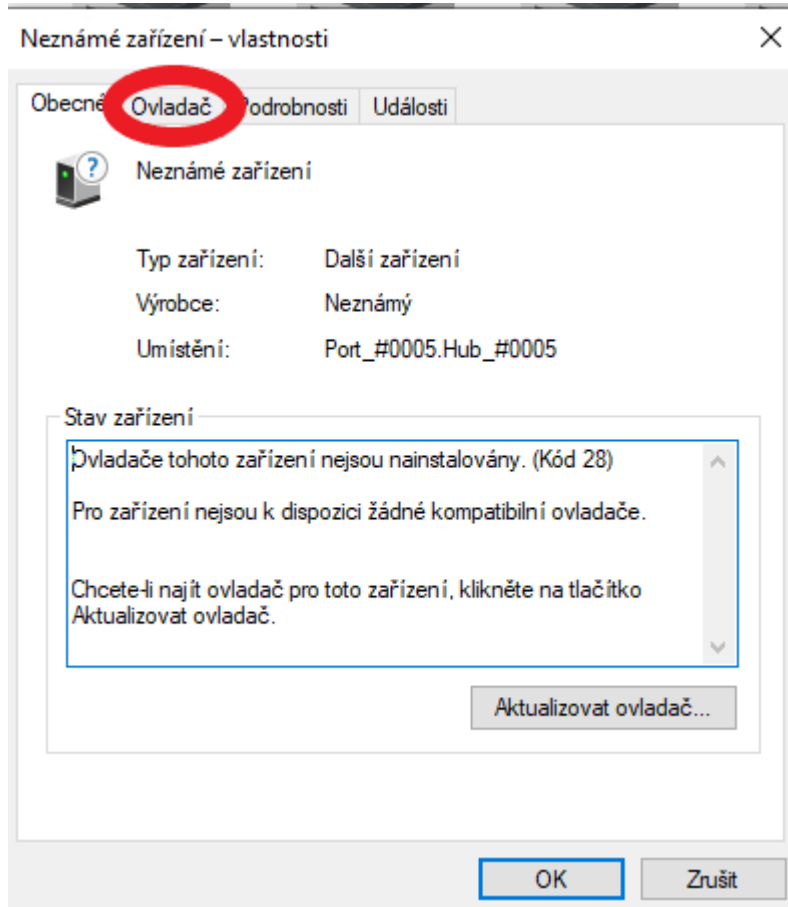 Neznámé zařízení – vlastnosti
Obecné Ovladač Podrobnosti Události
Neznámé zařízení
Typ zařízení: Další zařízení
Výrobce: Neznámý
Umístění: Port_#0005.Hub_#0005
Stav zařízení
Ovladače tohoto zařízení nejsou nainstalovány. (Kód 28)
Pro zařízení nejsou k dispozici žádné kompatibilní ovladače.
Chcete-li najít ovladač pro toto zařízení, klikněte na tlačítko
Aktualizovat ovladač.
Aktualizovat ovladač...
OK Zrušit